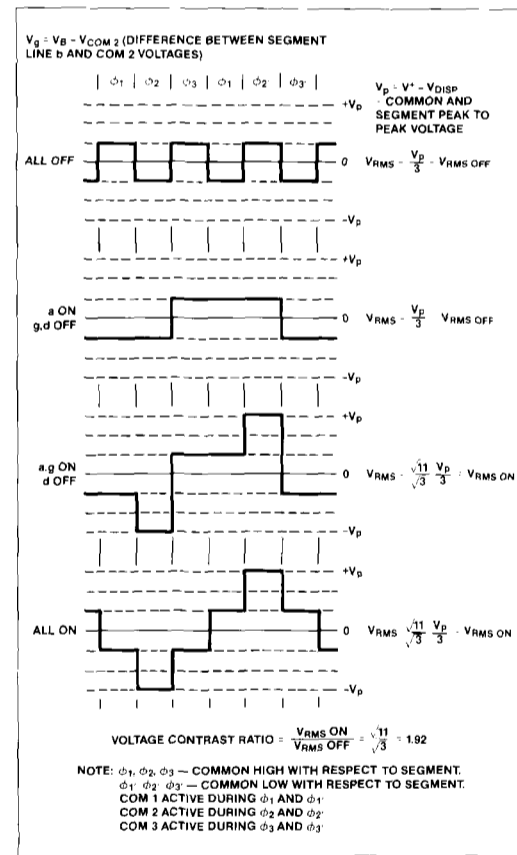 Vg = VB - VCOM 2 (DIFFERENCE BETWEEN SEGMENT
LINE b AND COM 2 VOLTAGES)
ϕ1 ϕ2 ϕ3 ϕ1' ϕ2' ϕ3'
Vp = V+ - VDISP
COMMON AND
SEGMENT PEAK TO
PEAK VOLTAGE
+Vp
ALL OFF
0 VRMS - Vp/3 - VRMS OFF
-Vp
+Vp
a ON
g,d OFF
0 VRMS - Vp/3 VRMS OFF
-Vp
+Vp
a,g ON
d OFF
0 VRMS - √11/√3 Vp/3 = VRMS ON
-Vp
+Vp
ALL ON
0 VRMS √11/√3 Vp/3 - VRMS ON
-Vp
VOLTAGE CONTRAST RATIO = VRMS ON/VRMS OFF = √11/√3 = 1.92
NOTE: ϕ1, ϕ2, ϕ3 — COMMON HIGH WITH RESPECT TO SEGMENT.
ϕ1' ϕ2' ϕ3' — COMMON LOW WITH RESPECT TO SEGMENT.
COM 1 ACTIVE DURING ϕ1 AND ϕ1'
COM 2 ACTIVE DURING ϕ2 AND ϕ2'
COM 3 ACTIVE DURING ϕ3 AND ϕ3'